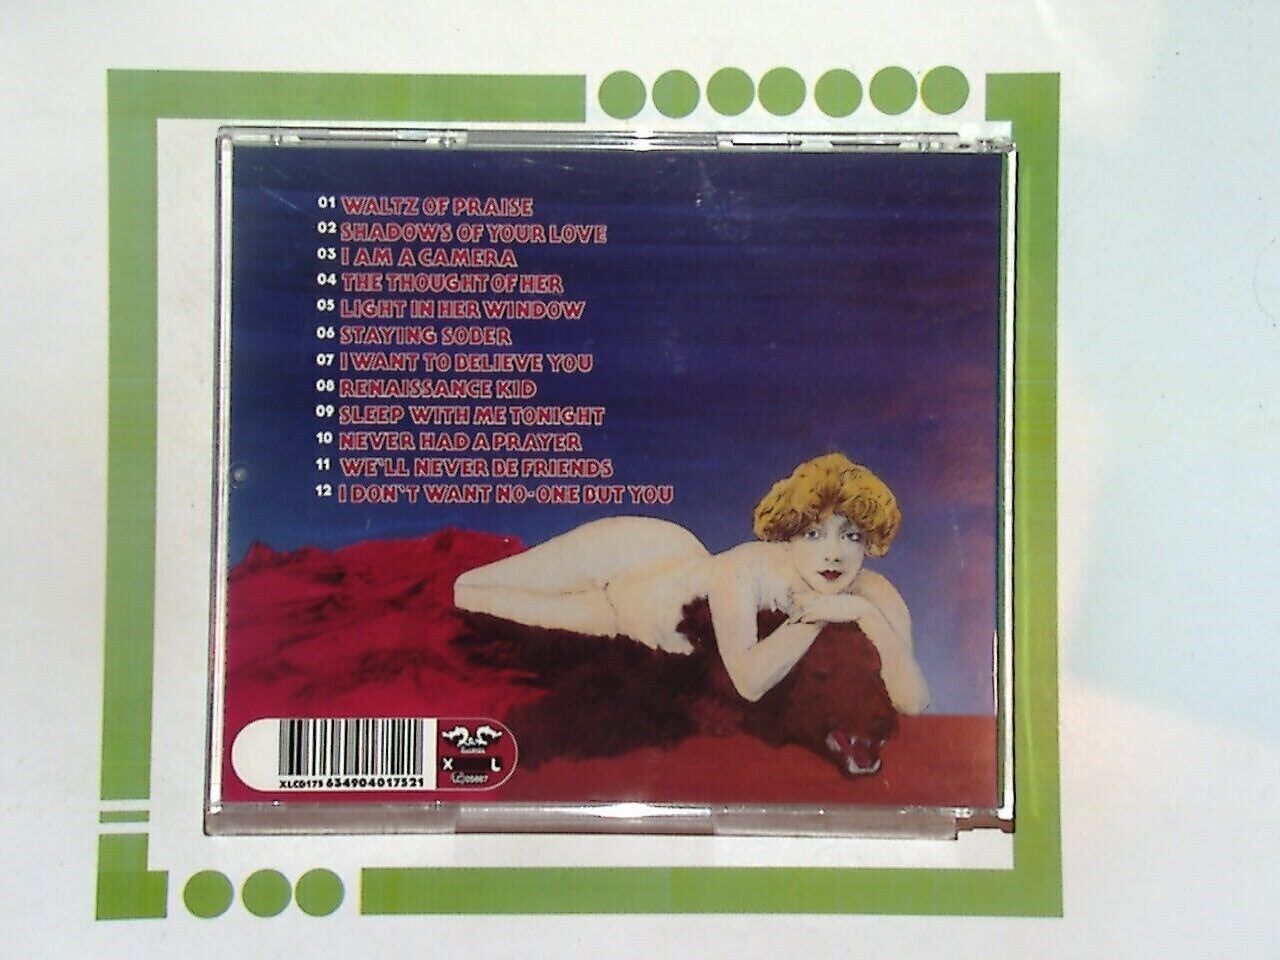 01 WALTZ OF PRAISE
02 SHADOWS OF YOUR LOVE
03 I AM A CAMERA
04 THE THOUGHT OF HER
05 LIGHT IN HER WINDOW
06 STAYING SOBER
07 I WANT TO BELIEVE YOU
08 RENAISSANCE KID
09 SLEEP WITH ME TONIGHT
10 NEVER HAD A PRAYER
11 WE'LL NEVER BE FRIENDS
12 I DON'T WANT NO-ONE BUT YOU
X L
XLCD175 634904017521
LC 05667